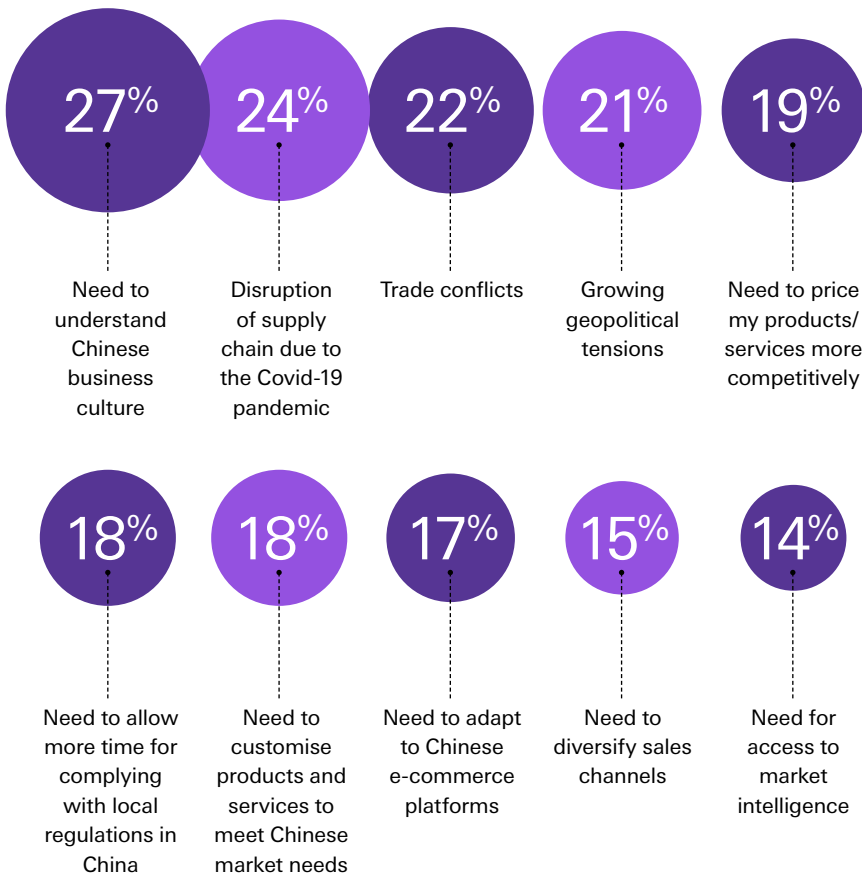 27%
24%
22%
21%
19%
Need to
understand
Chinese
business
culture
Disruption
of supply
chain due to
the Covid-19
pandemic
Trade conflicts
Growing
geopolitical
tensions
Need to price
my products/
services more
competitively
18%
18%
17%
15%
14%
Need to allow
more time for
complying
with local
regulations in
China
Need to
customise
products and
services to
meet Chinese
market needs
Need to adapt
to Chinese
e-commerce
platforms
Need to
diversify sales
channels
Need for
access to
market
intelligence